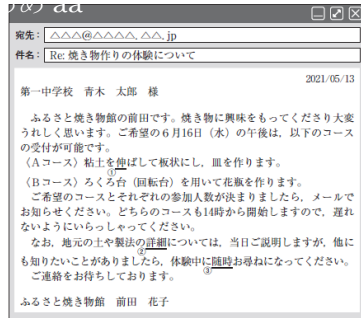 宛先： △△△@△△△△, △△, jp
件名： Re: 焼き物作りの体験について
2021/05/13
第一中学校　青木　太郎　様
ふるさと焼き物館の前田です。焼き物に興味をもってくださり大変
うれしく思います。ご希望の６月16日（水）の午後は，以下のコース
の受付が可能です。
〈Ａコース〉粘土を伸ばして板状にし，皿を作ります。
①
〈Ｂコース〉ろくろ台（回転台）を用いて花瓶を作ります。
ご希望のコースとそれぞれの参加人数が決まりましたら，メールで
お知らせください。どちらのコースも14時から開始しますので，遅れ
ないようにいらっしゃってください。
なお，地元の土や製法の詳細については，当日ご説明しますが，他に
②
も知りたいことがありましたら，体験中に随時お尋ねになってください。
③
ご連絡をお待ちしております。
ふるさと焼き物館　前田　花子